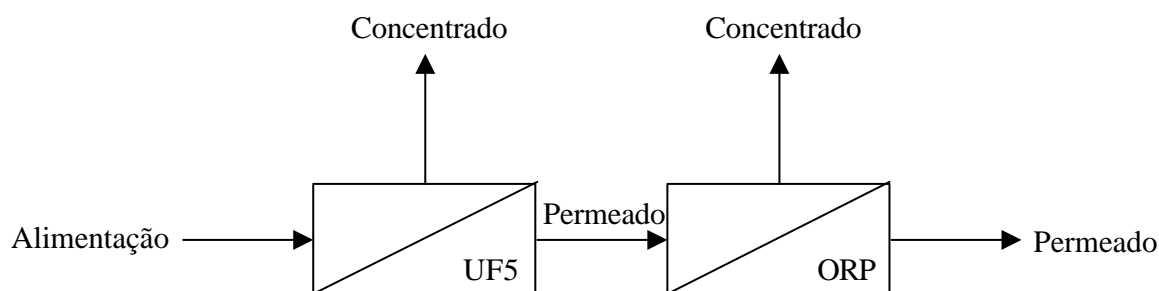 Concentrado
Concentrado
Alimentação
UF5
Permeado
ORP
Permeado